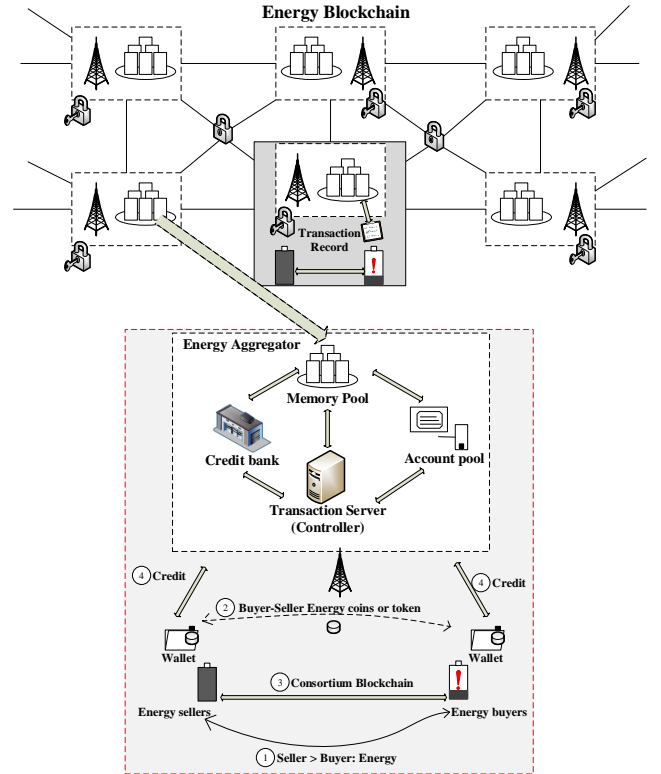 Energy Blockchain
Transaction
Record
Energy Aggregator
Memory Pool
Credit bank
Account pool
Transaction Server
(Controller)
4 Credit
4 Credit
2 Buyer-Seller Energy coins or token
Wallet
Wallet
3 Consortium Blockchain
Energy sellers
Energy buyers
1 Seller > Buyer: Energy